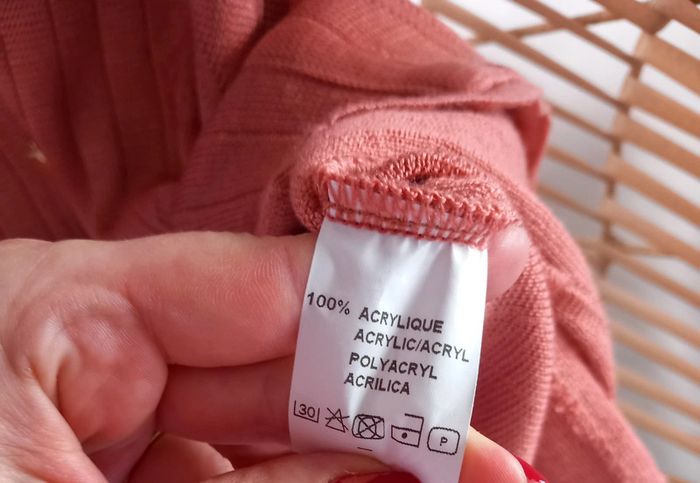 100% ACRYLIQUE
ACRYLIC/ACRYL
POLYACRYL
ACRILICA
30 P